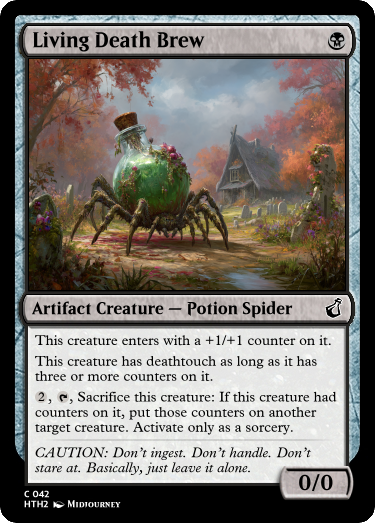 Living Death Brew
Artifact Creature — Potion Spider
This creature enters with a +1/+1 counter on it.
This creature has deathtouch as long as it has
three or more counters on it.
2, , Sacrifice this creature: If this creature had
counters on it, put those counters on another
target creature. Activate only as a sorcery.
CAUTION: Don't ingest. Don't handle. Don't
stare at. Basically, just leave it alone.
0/0
C 042
HTH2 Midjourney